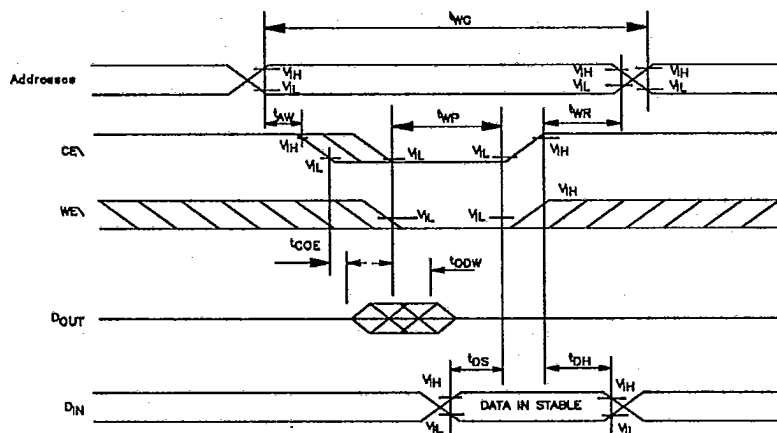 tWC
Addresses VIH VIH VIH
VIL VIL VIL
tAW tWP tWR
CE\ VIH VIL VIL VIH
VIL
WE\ VIL VIL VIH
tCOE tODW
DOUT
tDS tDH
VIH VIH
DIN DATA IN STABLE
VIL VIL